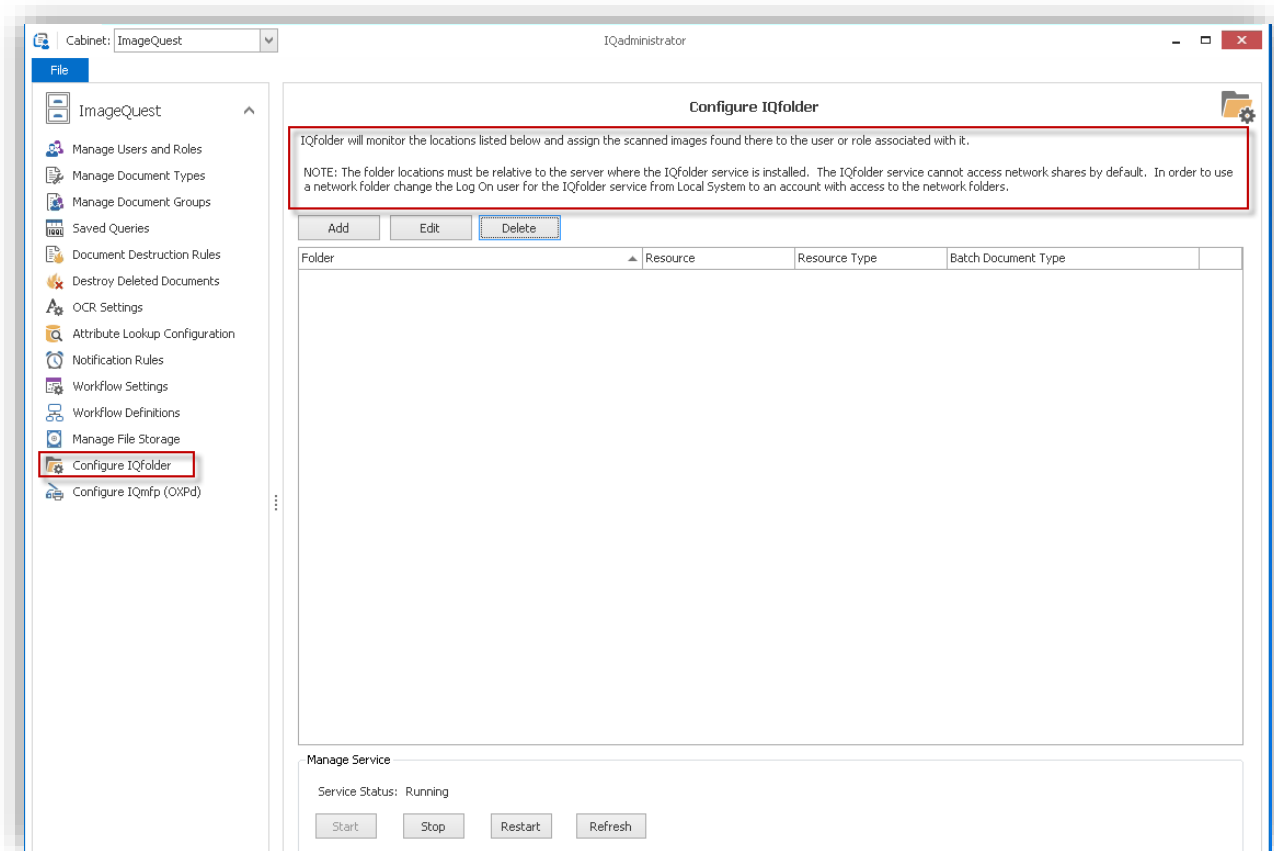 Cabinet: ImageQuest
IQadministrator
File
ImageQuest
Manage Users and Roles
Manage Document Types
Manage Document Groups
Saved Queries
Document Destruction Rules
Destroy Deleted Documents
OCR Settings
Attribute Lookup Configuration
Notification Rules
Workflow Settings
Workflow Definitions
Manage File Storage
Configure IQfolder
Configure IQmfp (OXPd)
Configure IQfolder
IQfolder will monitor the locations listed below and assign the scanned images found there to the user or role associated with it.
NOTE: The folder locations must be relative to the server where the IQfolder service is installed. The IQfolder service cannot access network shares by default. In order to use
a network folder change the Log On user for the IQfolder service from Local System to an account with access to the network folders.
Add Edit Delete
Folder Resource Resource Type Batch Document Type
Manage Service
Service Status: Running
Start Stop Restart Refresh